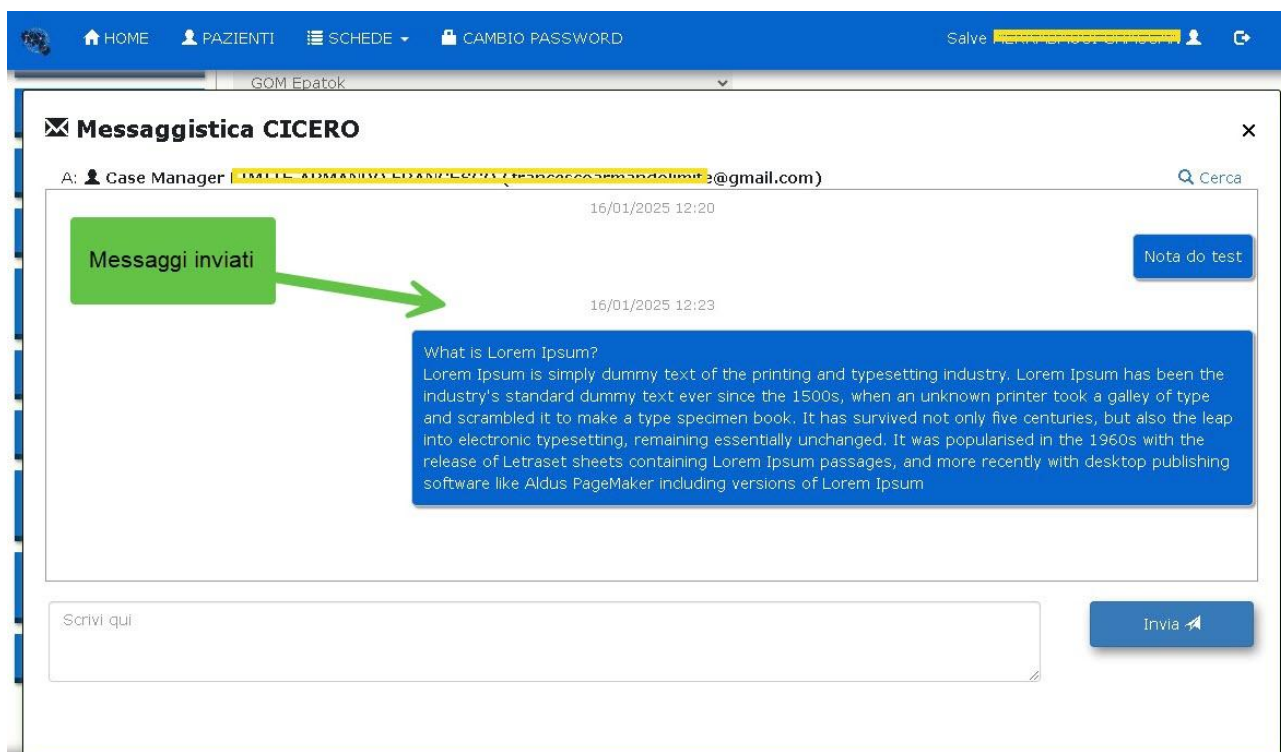 HOME PAZIENTI SCHEDE CAMBIO PASSWORD Salve
GOM Epatok
Messaggistica CICERO
A: Case Manager @gmail.com)
Cerca
16/01/2025 12:20
Messaggi inviati
Nota do test
16/01/2025 12:23
What is Lorem Ipsum?
Lorem Ipsum is simply dummy text of the printing and typesetting industry. Lorem Ipsum has been the
industry's standard dummy text ever since the 1500s, when an unknown printer took a galley of type
and scrambled it to make a type specimen book. It has survived not only five centuries, but also the leap
into electronic typesetting, remaining essentially unchanged. It was popularised in the 1960s with the
release of Letraset sheets containing Lorem Ipsum passages, and more recently with desktop publishing
software like Aldus PageMaker including versions of Lorem Ipsum
Scrivi qui
Invia